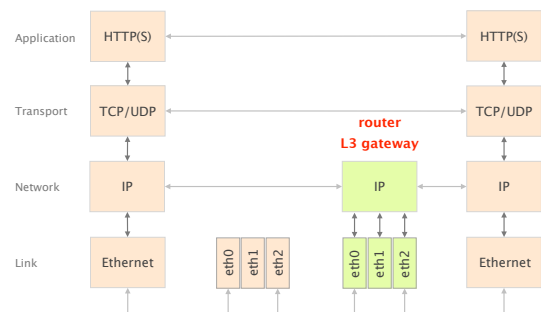 Application
HTTP(S)
HTTP(S)
Transport
TCP/UDP
TCP/UDP
router
L3 gateway
Network
IP
IP
IP
Link
Ethernet
eth0
eth1
eth2
eth0
eth1
eth2
Ethernet